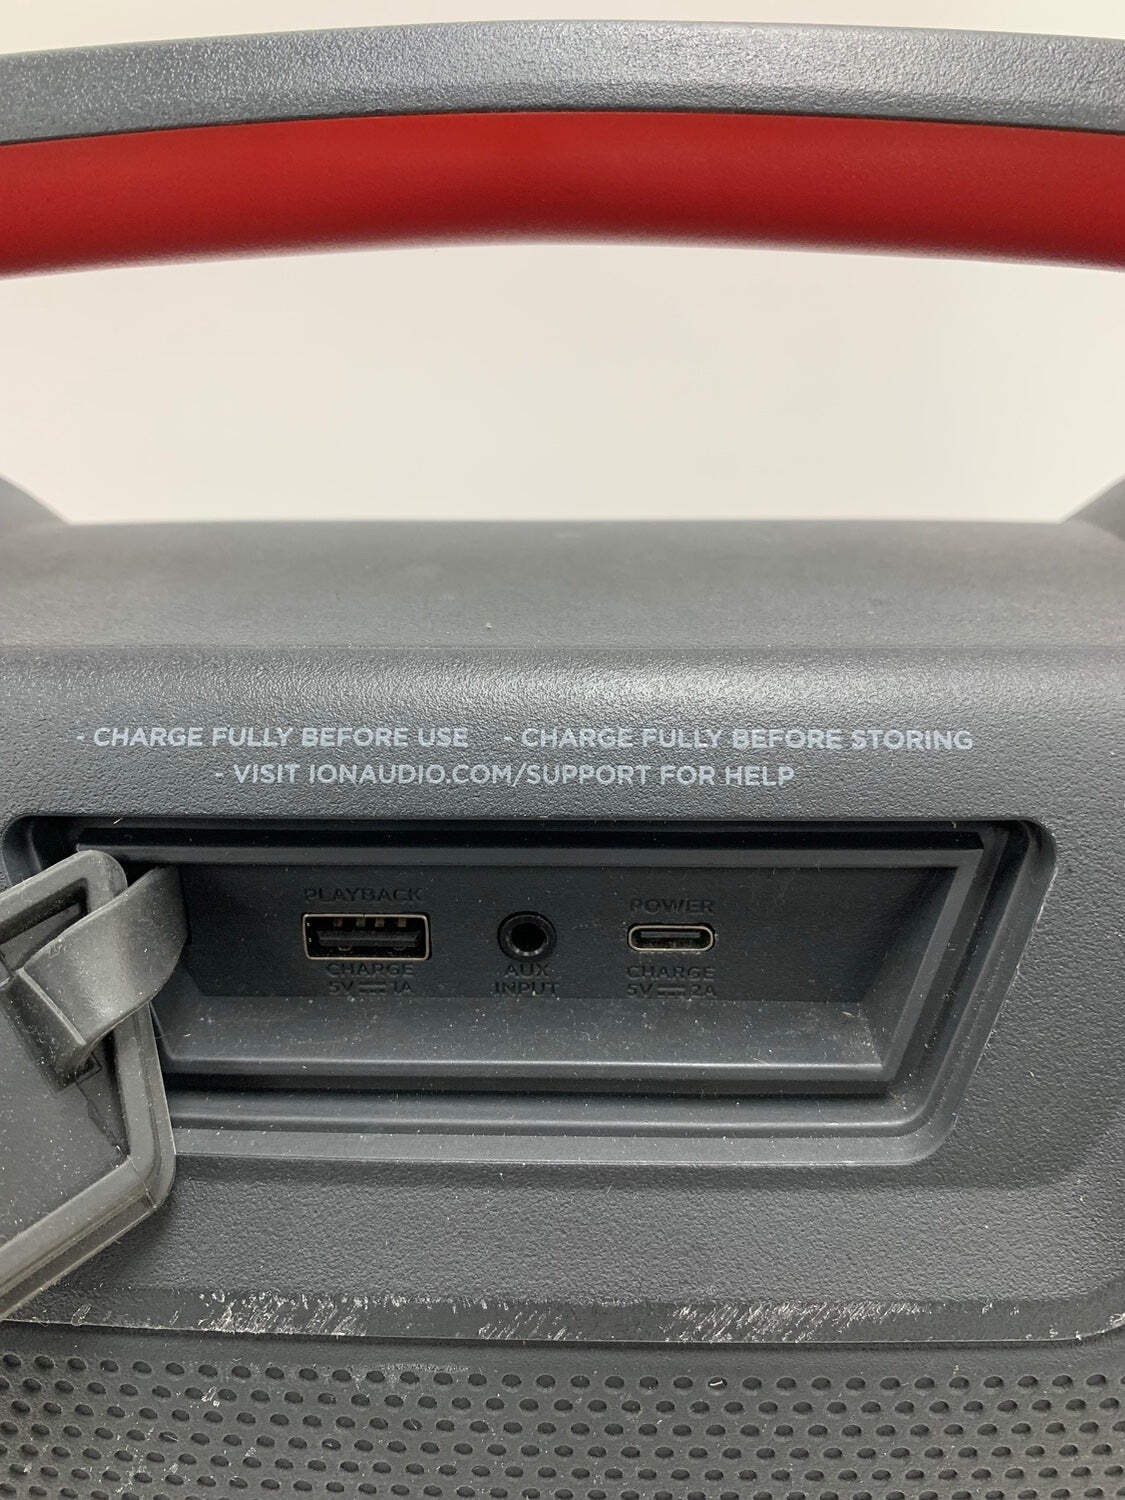 - CHARGE FULLY BEFORE USE - CHARGE FULLY BEFORE STORING
- VISIT IONAUDIO.COM/SUPPORT FOR HELP
PLAYBACK
CHARGE
5V ⎓ 1A
AUX
INPUT
POWER
CHARGE
5V ⎓ 2A